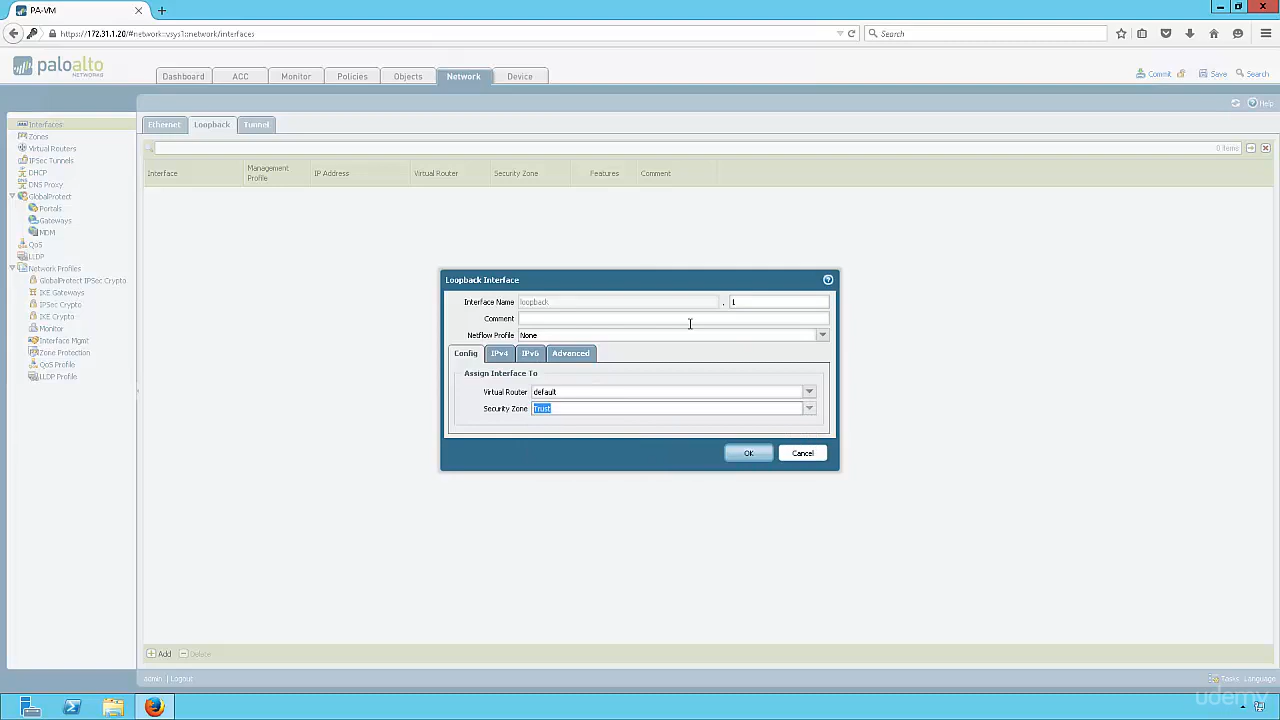 PA-VM
https://172.31.1.20/#network::vsys1::network/interfaces
Search
paloalto
NETWORKS
Dashboard
ACC
Monitor
Policies
Objects
Network
Device
Commit
Save
Search
Help
Interfaces
Zones
Virtual Routers
IPSec Tunnels
DHCP
DNS Proxy
GlobalProtect
Portals
Gateways
MDM
QoS
LLDP
Network Profiles
GlobalProtect IPSec Crypto
IKE Gateways
IPSec Crypto
IKE Crypto
Monitor
Interface Mgmt
Zone Protection
QoS Profile
LLDP Profile
Ethernet
Loopback
Tunnel
0 items
Interface
Management Profile
IP Address
Virtual Router
Security Zone
Features
Comment
Loopback Interface
Interface Name loopback . 1
Comment
Netflow Profile None
Config
IPv4
IPv6
Advanced
Assign Interface To
Virtual Router default
Security Zone Trust
OK
Cancel
Add
Delete
admin | Logout
Tasks
Language
udemy